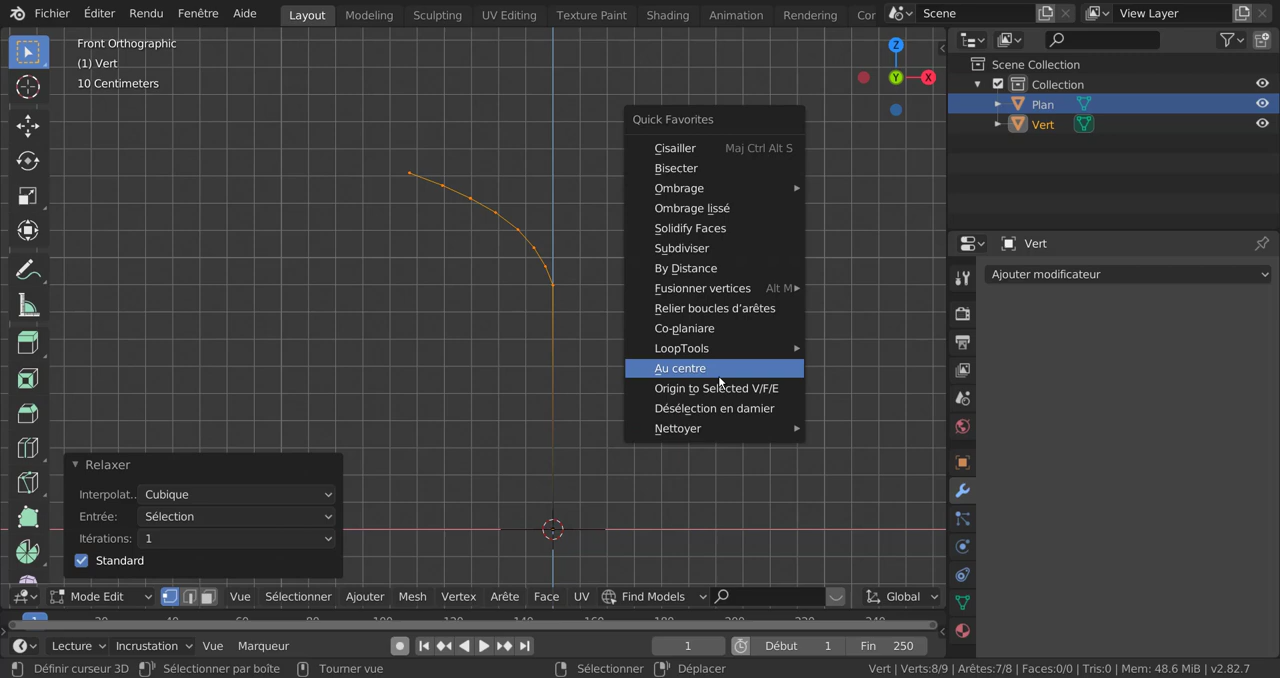 Fichier Éditer Rendu Fenêtre Aide Layout Modeling Sculpting UV Editing Texture Paint Shading Animation Rendering Cor Scene View Layer
Front Orthographic
(1) Vert
10 Centimeters
Z
Y
X
Quick Favorites
Cisailler Maj Ctrl Alt S
Bisecter
Ombrage
Ombrage lissé
Solidify Faces
Subdiviser
By Distance
Fusionner vertices Alt M
Relier boucles d'arêtes
Co-planiare
LoopTools
Au centre
Origin to Selected V/F/E
Désélection en damier
Nettoyer
Relaxer
Interpolat.. Cubique
Entrée: Sélection
Itérations: 1
Standard
Scene Collection
Collection
Plan
Vert
Vert
Ajouter modificateur
Mode Edit Vue Sélectionner Ajouter Mesh Vertex Arête Face UV Find Models Global
Lecture Incrustation Vue Marqueur 1 Début 1 Fin 250
Définir curseur 3D Sélectionner par boîte Tourner vue Sélectionner Déplacer Vert | Verts:8/9 | Arêtes:7/8 | Faces:0/0 | Tris:0 | Mem: 48.6 MiB | v2.82.7